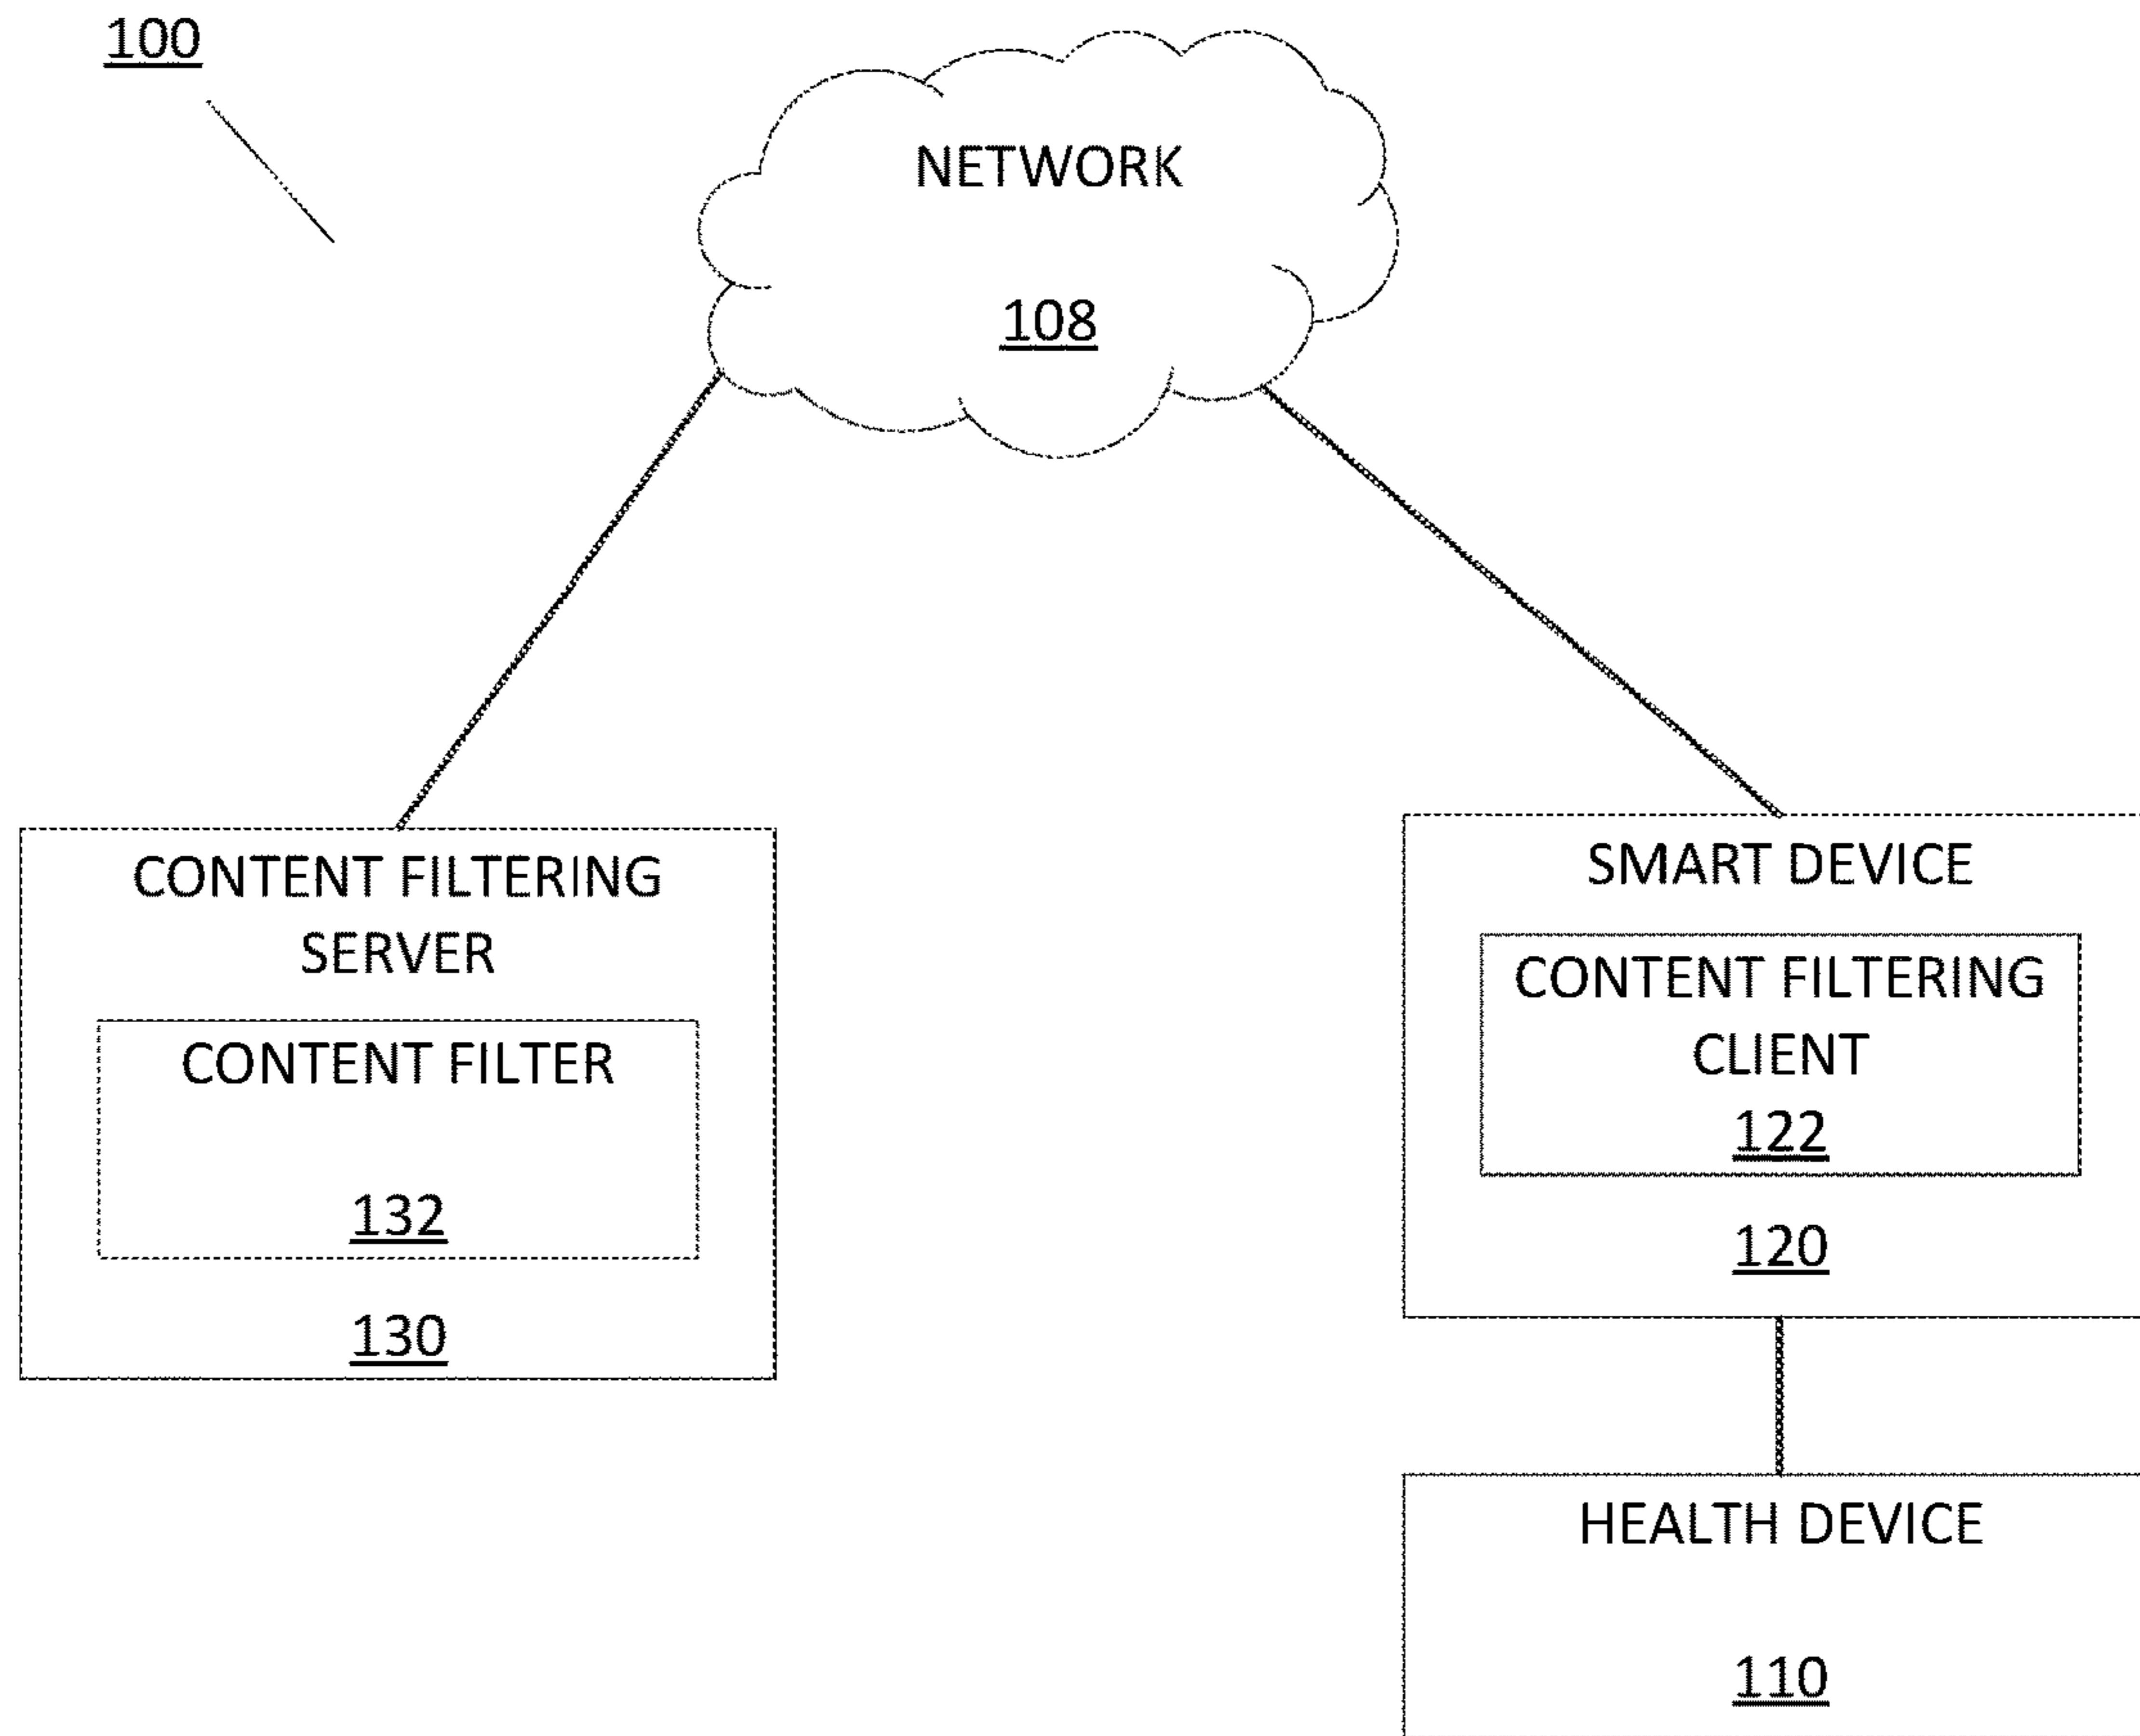 100
NETWORK
108
CONTENT FILTERING
SERVER
CONTENT FILTER
132
130
SMART DEVICE
CONTENT FILTERING
CLIENT
122
120
HEALTH DEVICE
110